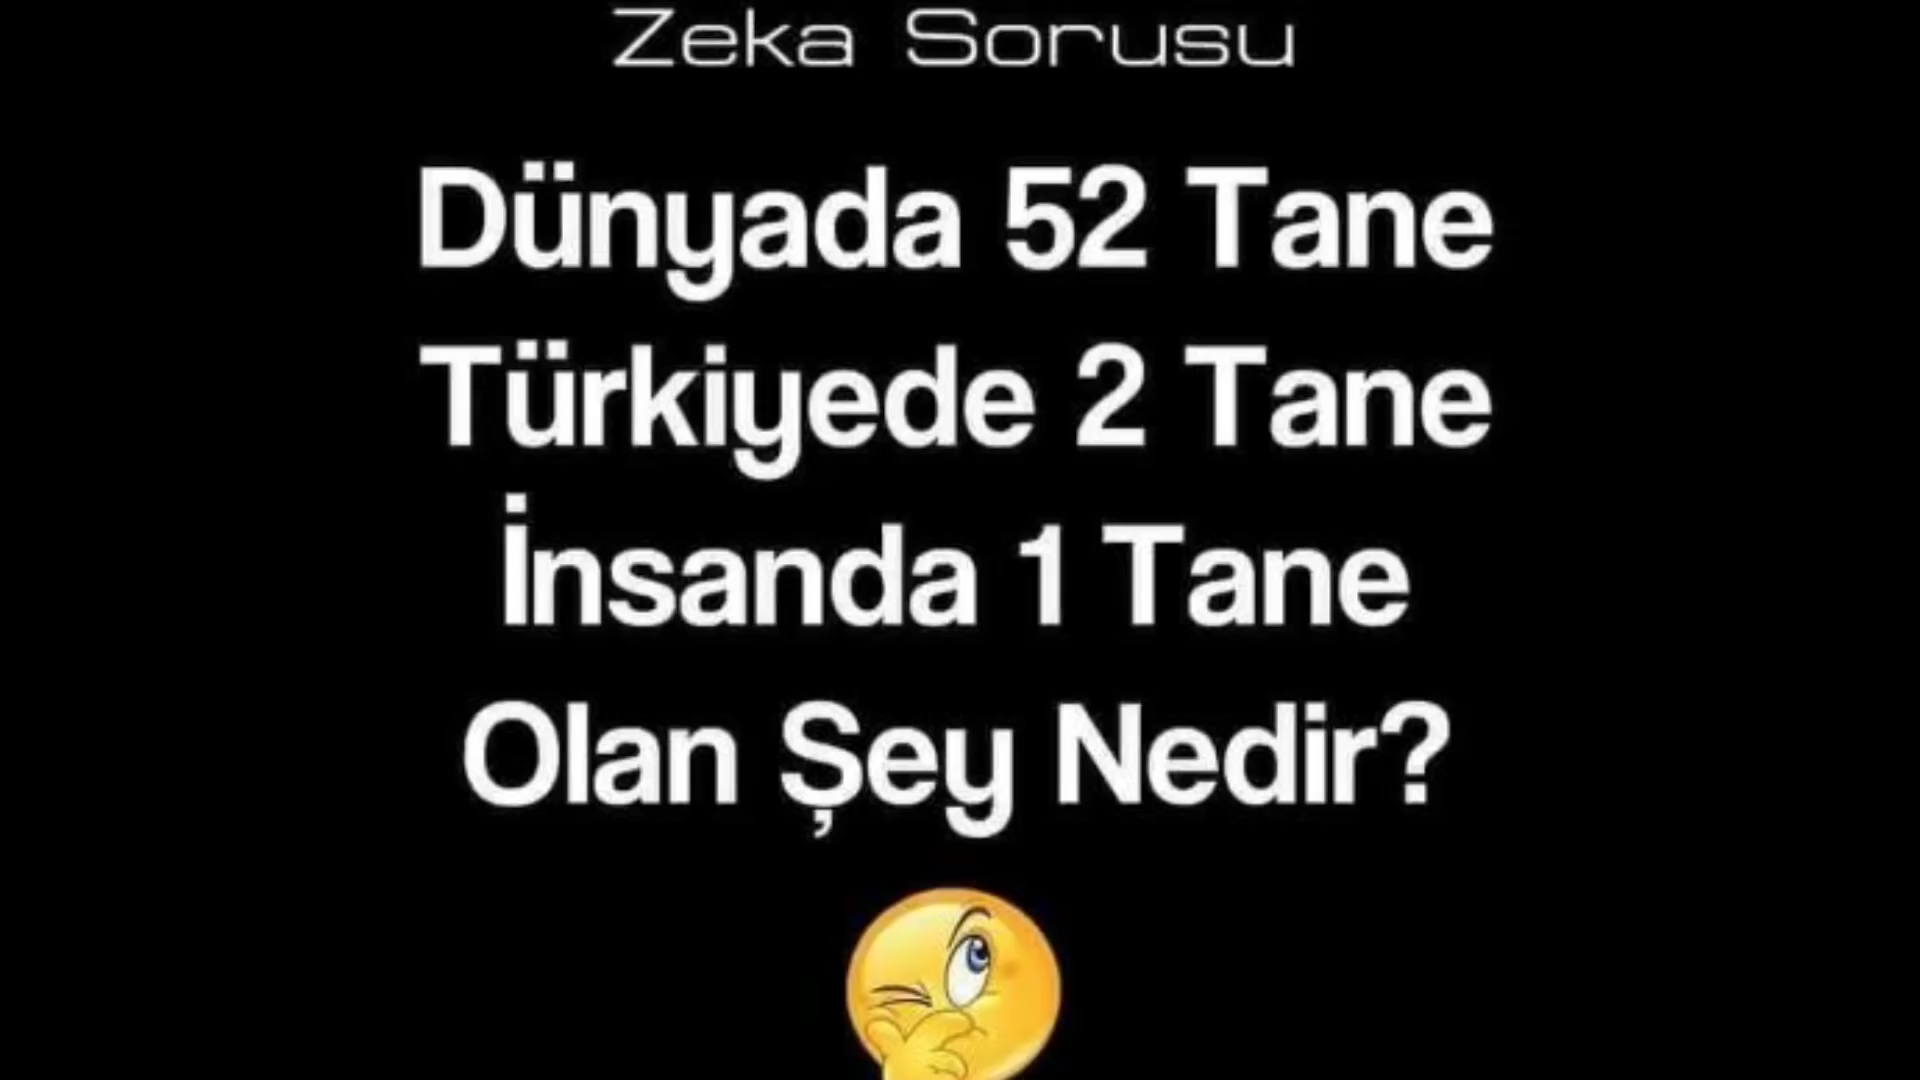 Zeka Sorusu
Dünyada 52 Tane
Türkiyede 2 Tane
İnsanda 1 Tane
Olan Şey Nedir?